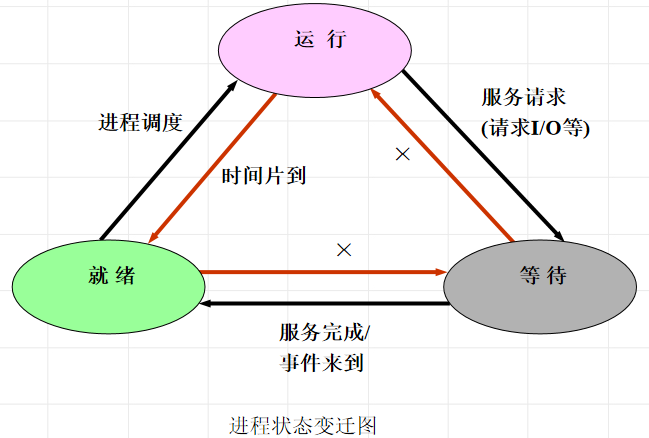 运 行
进程调度
服务请求
(请求I/O等)
×
时间片到
×
就 绪
等 待
服务完成/
事件来到
进程状态变迁图